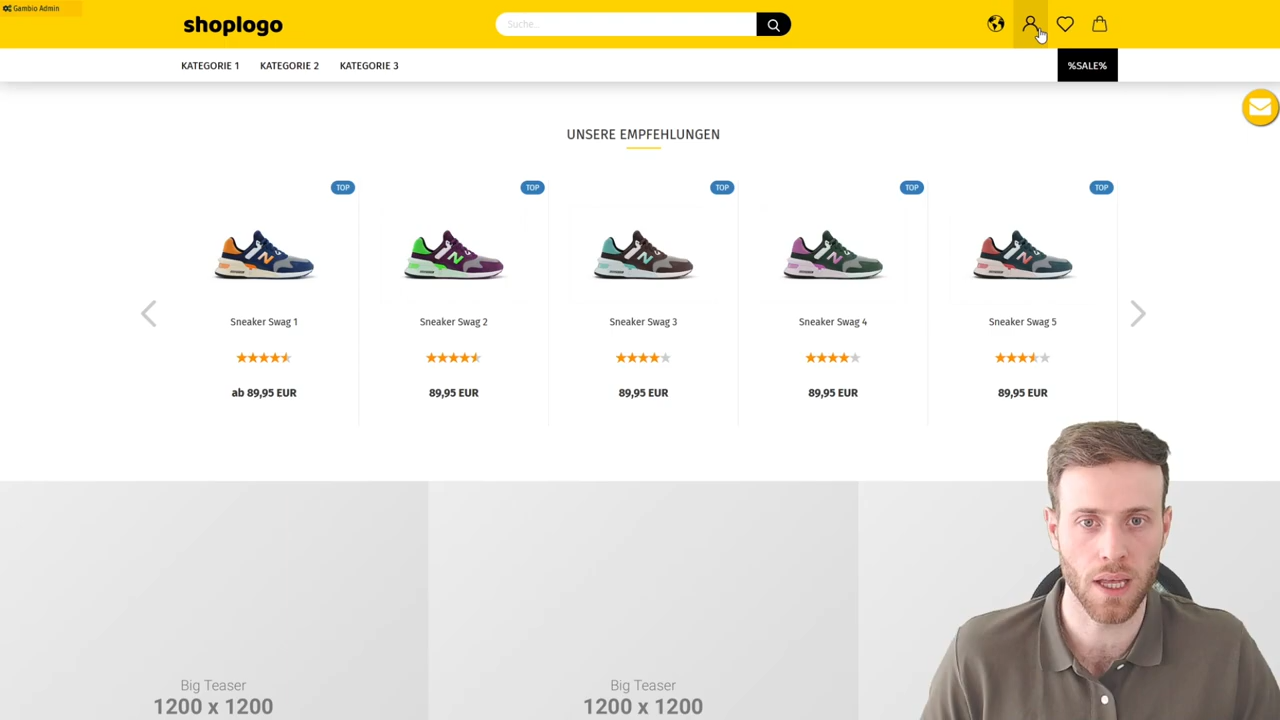 Gambio Admin
shoplogo
Suche...
KATEGORIE 1
KATEGORIE 2
KATEGORIE 3
%SALE%
UNSERE EMPFEHLUNGEN
TOP
TOP
TOP
TOP
TOP
Sneaker Swag 1
Sneaker Swag 2
Sneaker Swag 3
Sneaker Swag 4
Sneaker Swag 5
ab 89,95 EUR
89,95 EUR
89,95 EUR
89,95 EUR
89,95 EUR
Big Teaser
1200 x 1200
Big Teaser
1200 x 1200